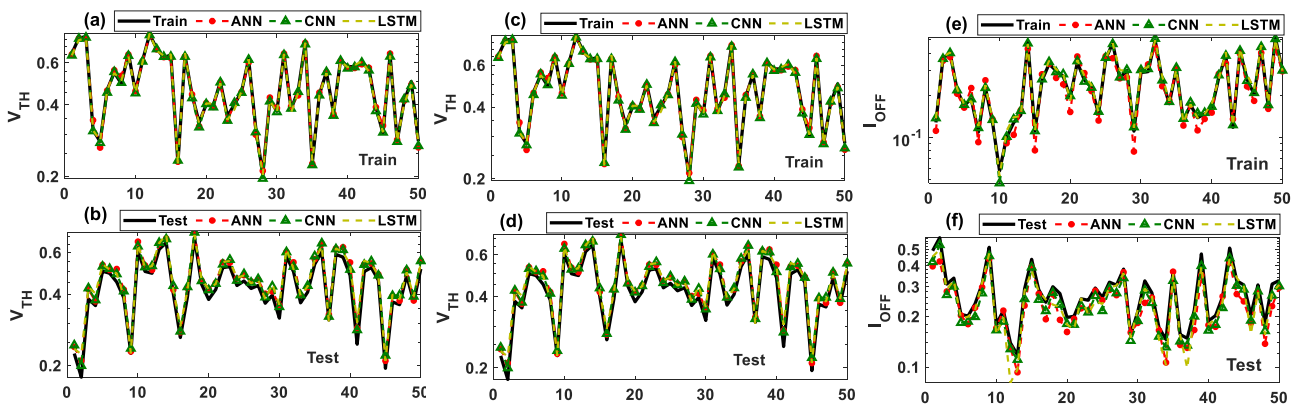 (a) Train ANN CNN LSTM
0.6
0.4
0.2
V_TH
Train
0 10 20 30 40 50
(b) Test ANN CNN LSTM
0.6
0.4
0.2
V_TH
Test
0 10 20 30 40 50
(c) Train ANN CNN LSTM
0.6
0.4
0.2
V_TH
Train
0 10 20 30 40 50
(d) Test ANN CNN LSTM
0.6
0.4
0.2
V_TH
Test
0 10 20 30 40 50
(e) Train ANN CNN LSTM
10^-1
I_OFF
Train
0 10 20 30 40 50
Test ANN CNN LSTM (f)
0.5
0.4
0.3
0.2
0.1
I_OFF
Test
0 10 20 30 40 50